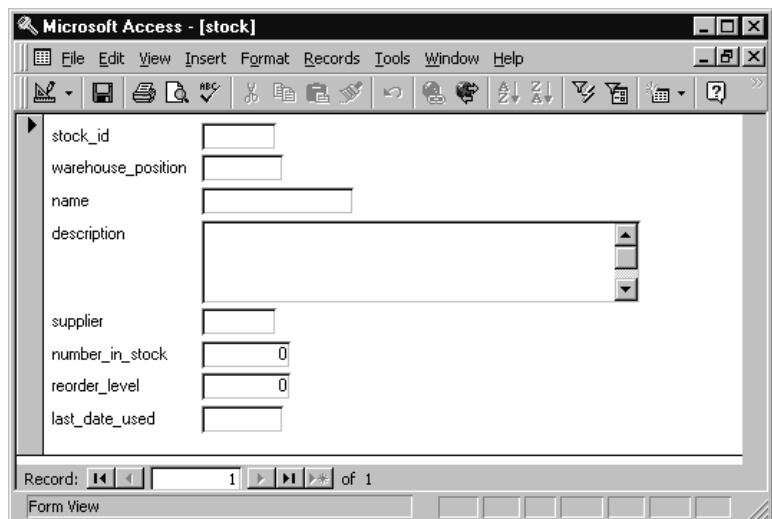 Microsoft Access - [stock]
File Edit View Insert Format Records Tools Window Help
ABC A Z Z A
stock_id
warehouse_position
name
description
supplier
number_in_stock 0
reorder_level 0
last_date_used
Record: 1 of 1
Form View